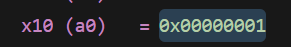 x10 (a0) = 0x00000001